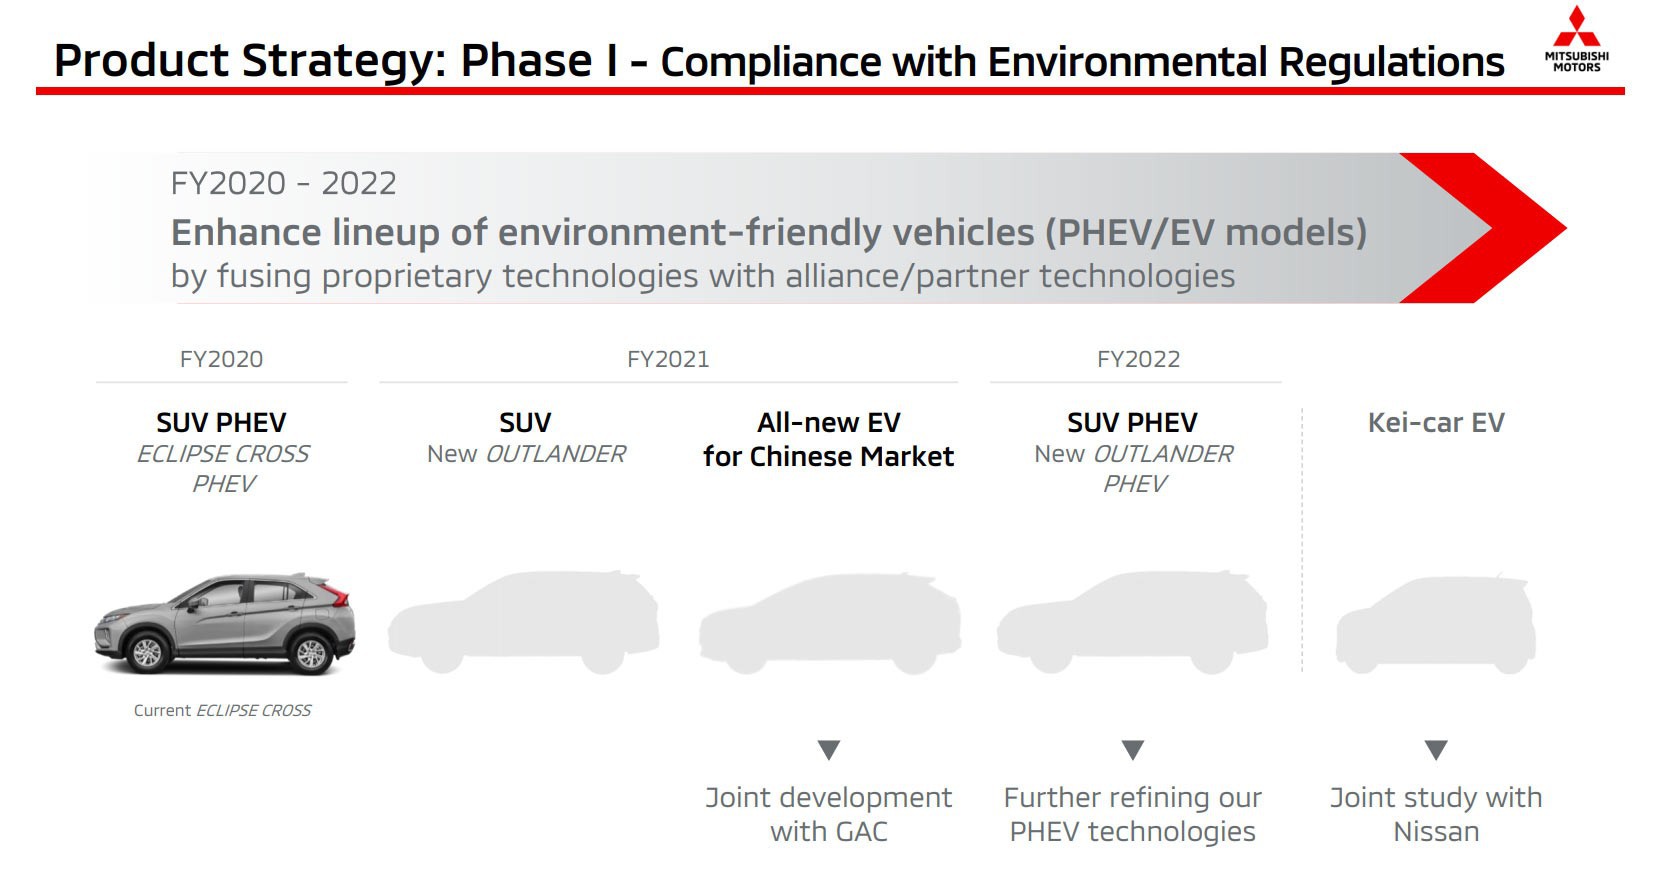 Product Strategy: Phase I - Compliance with Environmental Regulations
MITSUBISHI
MOTORS
FY2020 - 2022
Enhance lineup of environment-friendly vehicles (PHEV/EV models)
by fusing proprietary technologies with alliance/partner technologies
FY2020
SUV PHEV
ECLIPSE CROSS
PHEV
Current ECLIPSE CROSS
FY2021
SUV
New OUTLANDER
All-new EV
for Chinese Market
Joint development
with GAC
FY2022
SUV PHEV
New OUTLANDER
PHEV
Further refining our
PHEV technologies
Kei-car EV
Joint study with
Nissan